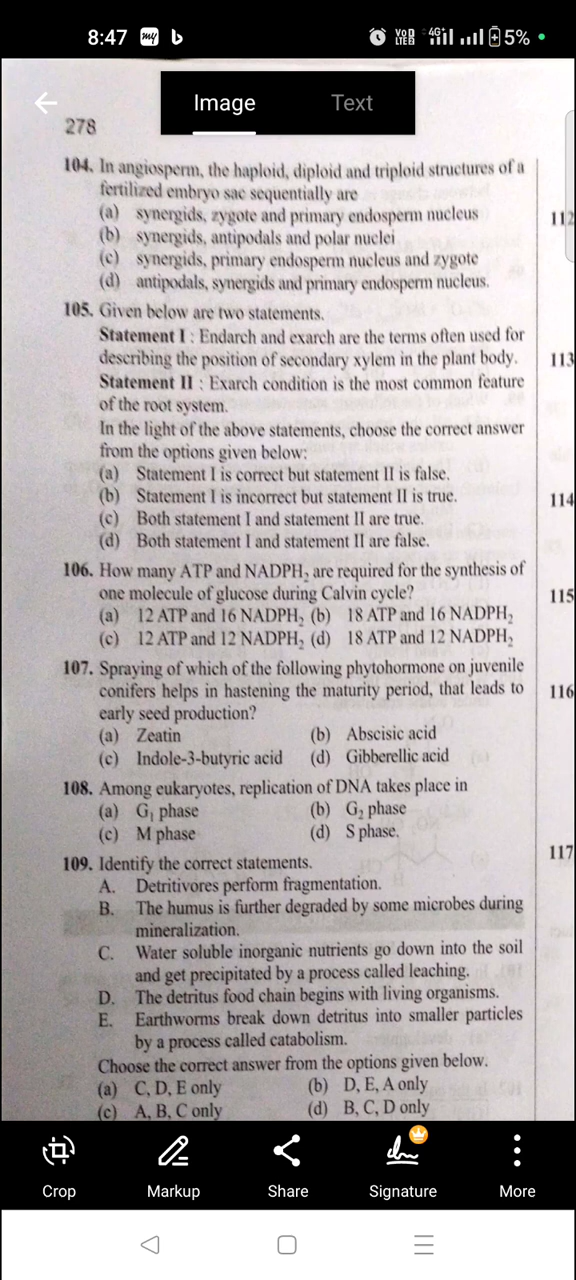 8:47 my b VoD LTE2 4G+ 5%
Image Text
278
104. In angiosperm, the haploid, diploid and triploid structures of a
fertilized embryo sac sequentially are
(a) synergids, zygote and primary endosperm nucleus
112
(b) synergids, antipodals and polar nuclei
(c) synergids, primary endosperm nucleus and zygote
(d) antipodals, synergids and primary endosperm nucleus.
105. Given below are two statements.
Statement I : Endarch and exarch are the terms often used for
describing the position of secondary xylem in the plant body.
113
Statement II : Exarch condition is the most common feature
of the root system.
In the light of the above statements, choose the correct answer
from the options given below:
(a) Statement I is correct but statement II is false.
(b) Statement I is incorrect but statement II is true.
114
(c) Both statement I and statement II are true.
(d) Both statement I and statement II are false.
106. How many ATP and NADPH₂ are required for the synthesis of
one molecule of glucose during Calvin cycle?
115
(a) 12 ATP and 16 NADPH₂ (b) 18 ATP and 16 NADPH₂
(c) 12 ATP and 12 NADPH₂ (d) 18 ATP and 12 NADPH₂
107. Spraying of which of the following phytohormone on juvenile
conifers helps in hastening the maturity period, that leads to
116
early seed production?
(a) Zeatin (b) Abscisic acid
(c) Indole-3-butyric acid (d) Gibberellic acid
108. Among eukaryotes, replication of DNA takes place in
(a) G₁ phase (b) G₂ phase
(c) M phase (d) S phase.
117
109. Identify the correct statements.
A. Detritivores perform fragmentation.
B. The humus is further degraded by some microbes during
mineralization.
C. Water soluble inorganic nutrients go down into the soil
and get precipitated by a process called leaching.
D. The detritus food chain begins with living organisms.
E. Earthworms break down detritus into smaller particles
by a process called catabolism.
Choose the correct answer from the options given below.
(a) C, D, E only (b) D, E, A only
(c) A, B, C only (d) B, C, D only
Crop Markup Share Signature More